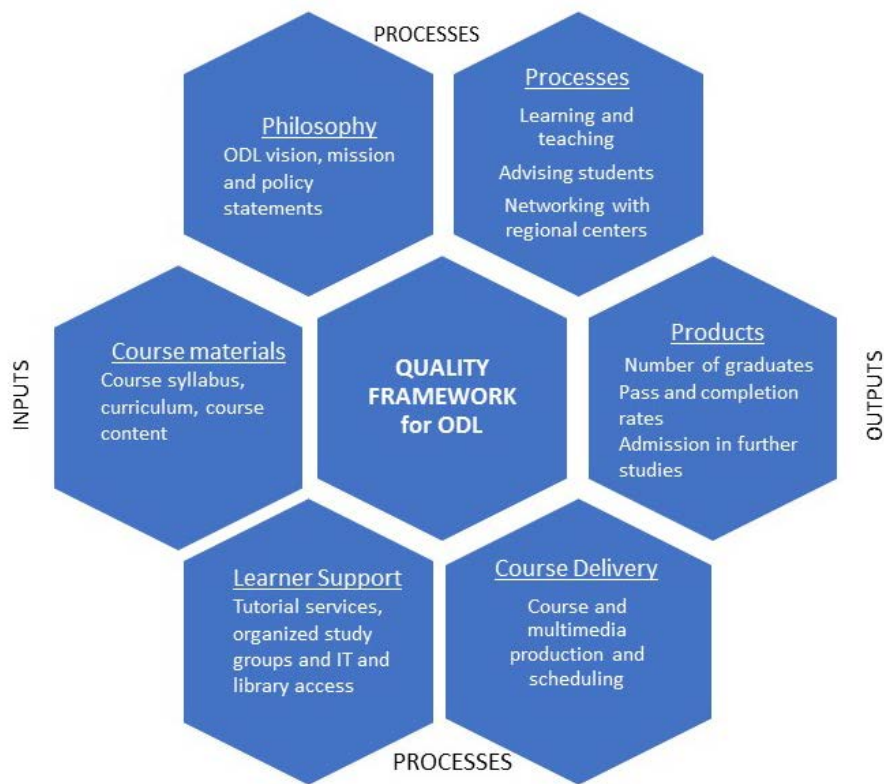 PROCESSES
Philosophy
ODL vision, mission
and policy
statements
Processes
Learning and
teaching
Advising students
Networking with
regional centers
INPUTS
Course materials
Course syllabus,
curriculum, course
content
QUALITY
FRAMEWORK
for ODL
Products
Number of graduates
Pass and completion
rates
Admission in further
studies
OUTPUTS
Learner Support
Tutorial services,
organized study
groups and IT and
library access
Course Delivery
Course and
multimedia
production and
scheduling
PROCESSES